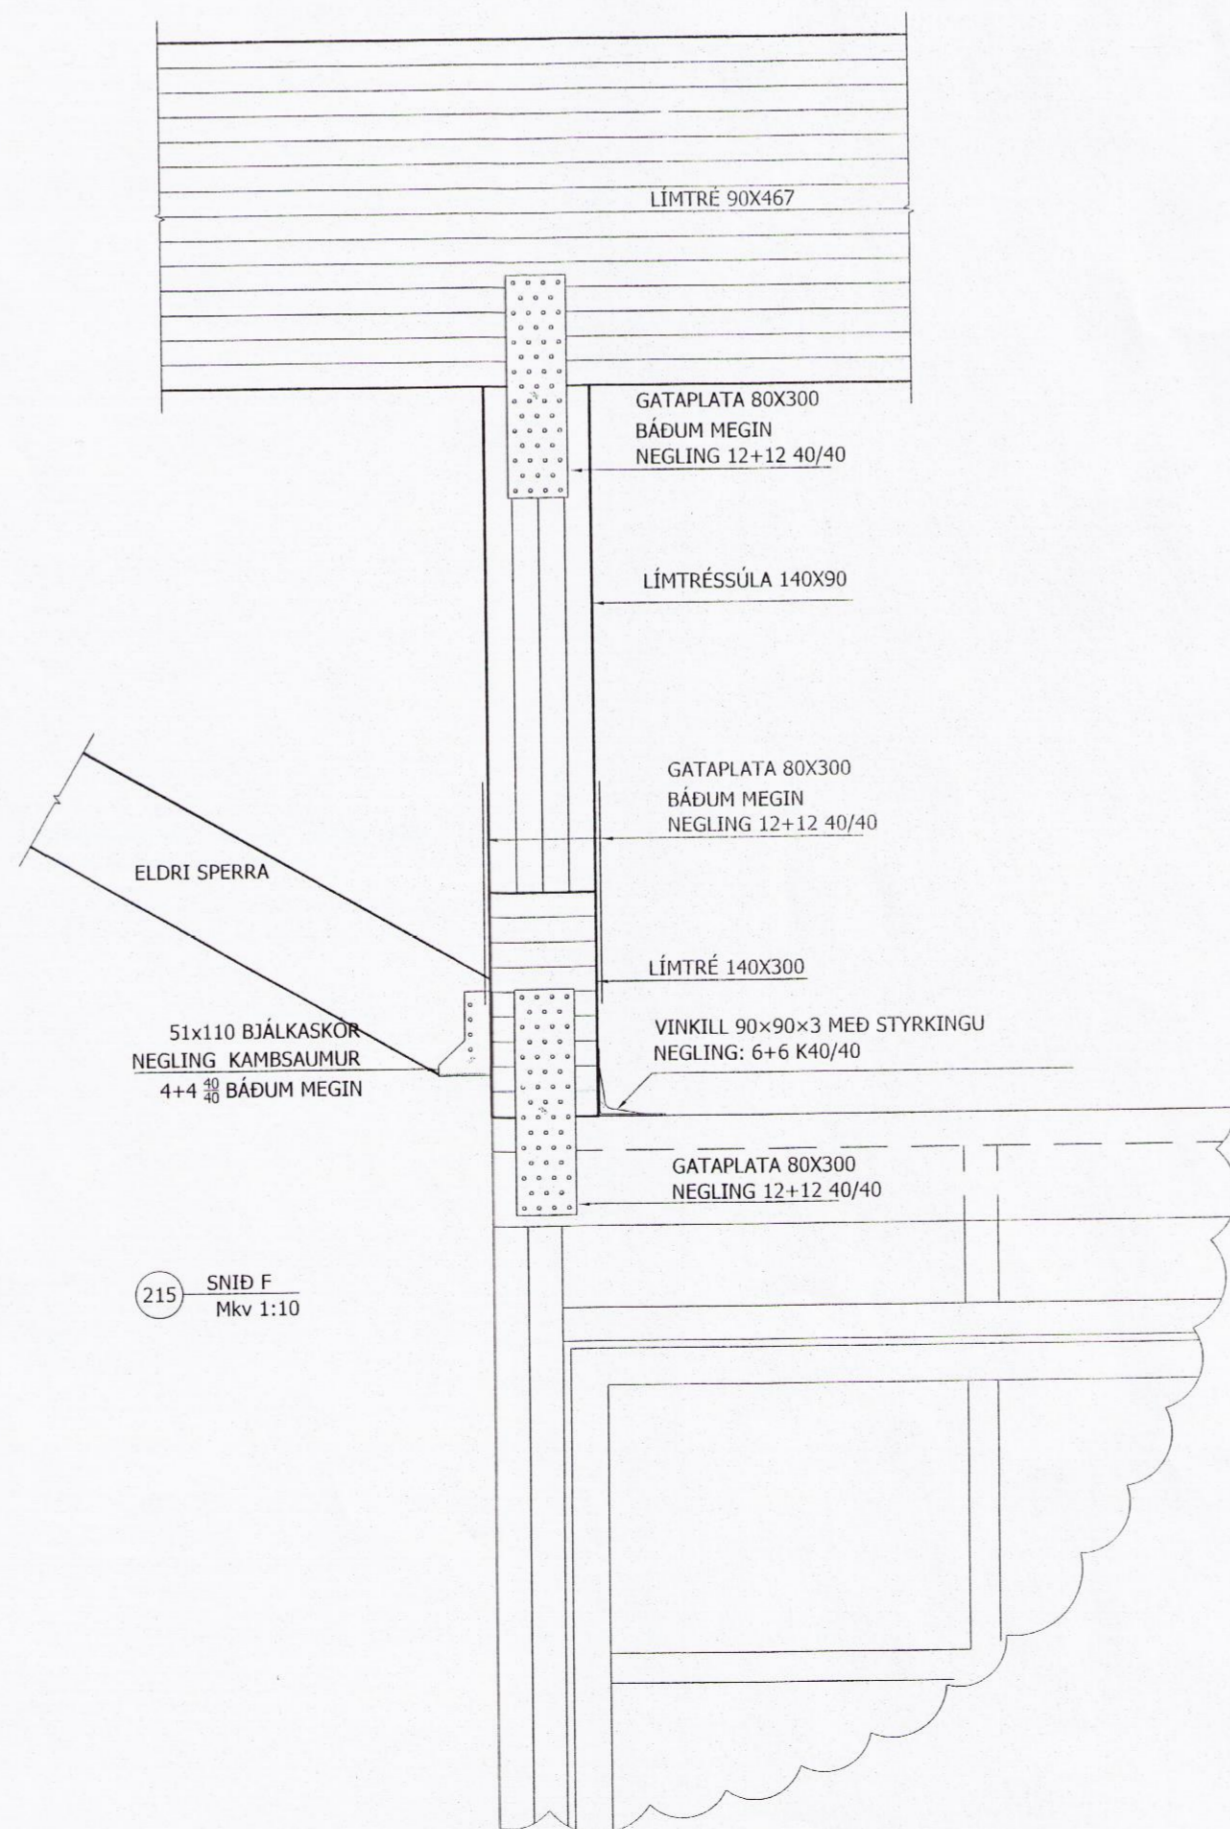 LÍMTRÉ 90X467
GATAPLATA 80X300
BÁÐUM MEGIN
NEGLING 12+12 40/40
LÍMTRÉSSÚLA 140X90
GATAPLATA 80X300
BÁÐUM MEGIN
NEGLING 12+12 40/40
ELDRI SPERRA
LÍMTRÉ 140X300
51x110 BJÁLKASKÓR
NEGLING KAMBSAUMUR
4+4 40/40 BÁÐUM MEGIN
VINKILL 90×90×3 MEÐ STYRKINGU
NEGLING: 6+6 K40/40
GATAPLATA 80X300
NEGLING 12+12 40/40
215 SNIÐ F
Mkv 1:10